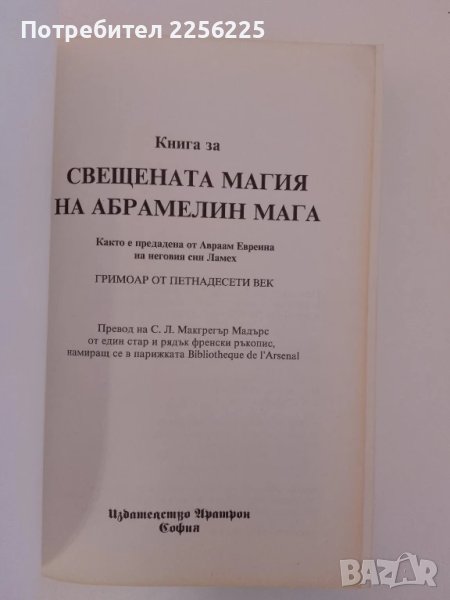 Потребител 2256225
Книга за
СВЕЩЕНАТА МАГИЯ
НА АБРАМЕЛИН МАГА
Както е предадена от Авраам Евреина
на неговия син Ламех
ГРИМОАР ОТ ПЕТНАДЕСЕТИ ВЕК
Превод на С. Л. Макгрегър Мадърс
от един стар и рядък френски ръкопис,
намиращ се в парижката Bibliotheque de l'Arsenal
Издателство Аратрон
София
BAZAR
.bg